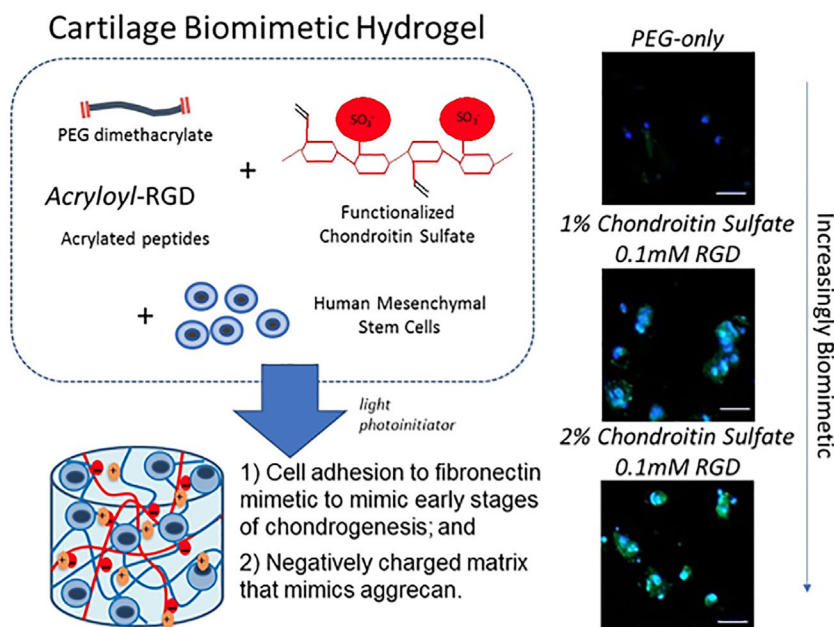 Cartilage Biomimetic Hydrogel
PEG dimethacrylate
+
Acryloyl-RGD
Acrylated peptides
SO3-
SO3-
Functionalized
Chondroitin Sulfate
+
Human Mesenchymal
Stem Cells
light
photoinitiator
1) Cell adhesion to fibronectin
mimetic to mimic early stages
of chondrogenesis; and
2) Negatively charged matrix
that mimics aggrecan.
PEG-only
1% Chondroitin Sulfate
0.1mM RGD
2% Chondroitin Sulfate
0.1mM RGD
Increasingly Biomimetic